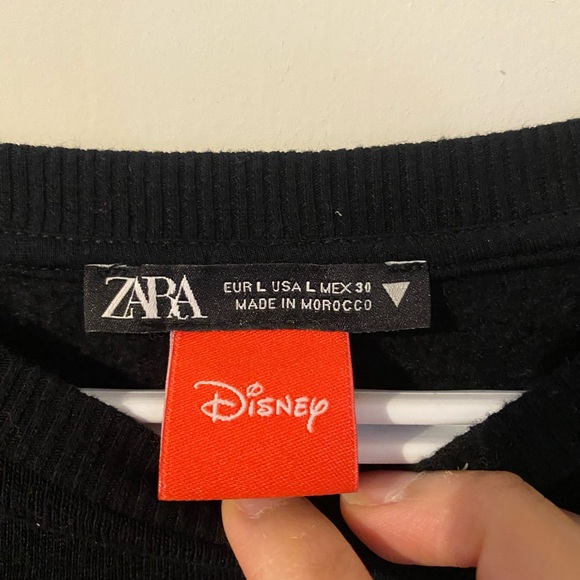 ZARA
EUR L USA L MEX 30
MADE IN MOROCCO
Disney